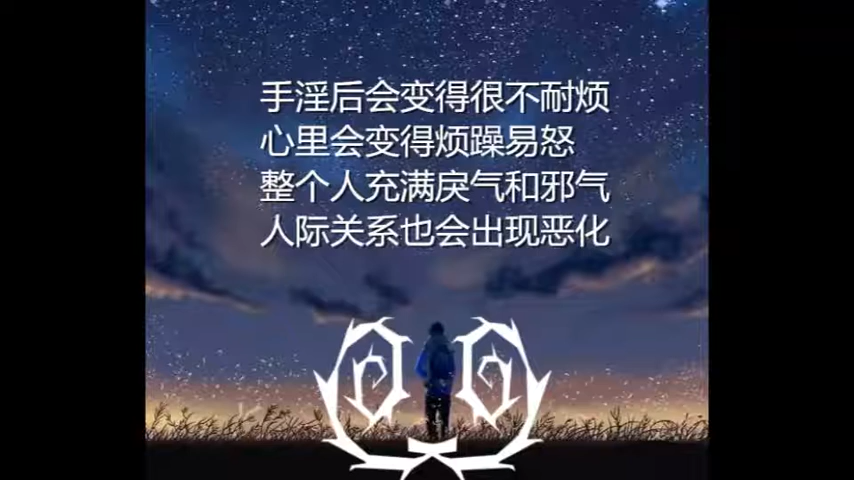 手淫后会变得很不耐烦
心里会变得烦躁易怒
整个人充满戾气和邪气
人际关系也会出现恶化